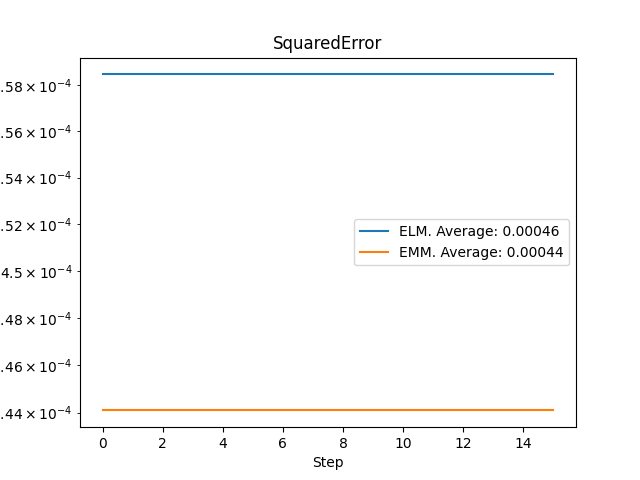 SquaredError
.58 × 10⁻⁴
.56 × 10⁻⁴
.54 × 10⁻⁴
.52 × 10⁻⁴
4.5 × 10⁻⁴
.48 × 10⁻⁴
.46 × 10⁻⁴
.44 × 10⁻⁴
ELM. Average: 0.00046
EMM. Average: 0.00044
0 2 4 6 8 10 12 14
Step